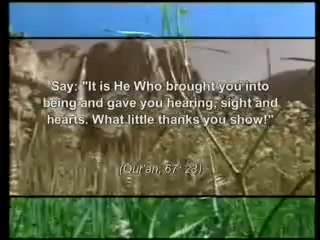 Say: "It is He Who brought you into
being and gave you hearing, sight and
hearts. What little thanks you show!"
(Qur'an, 67: 23)